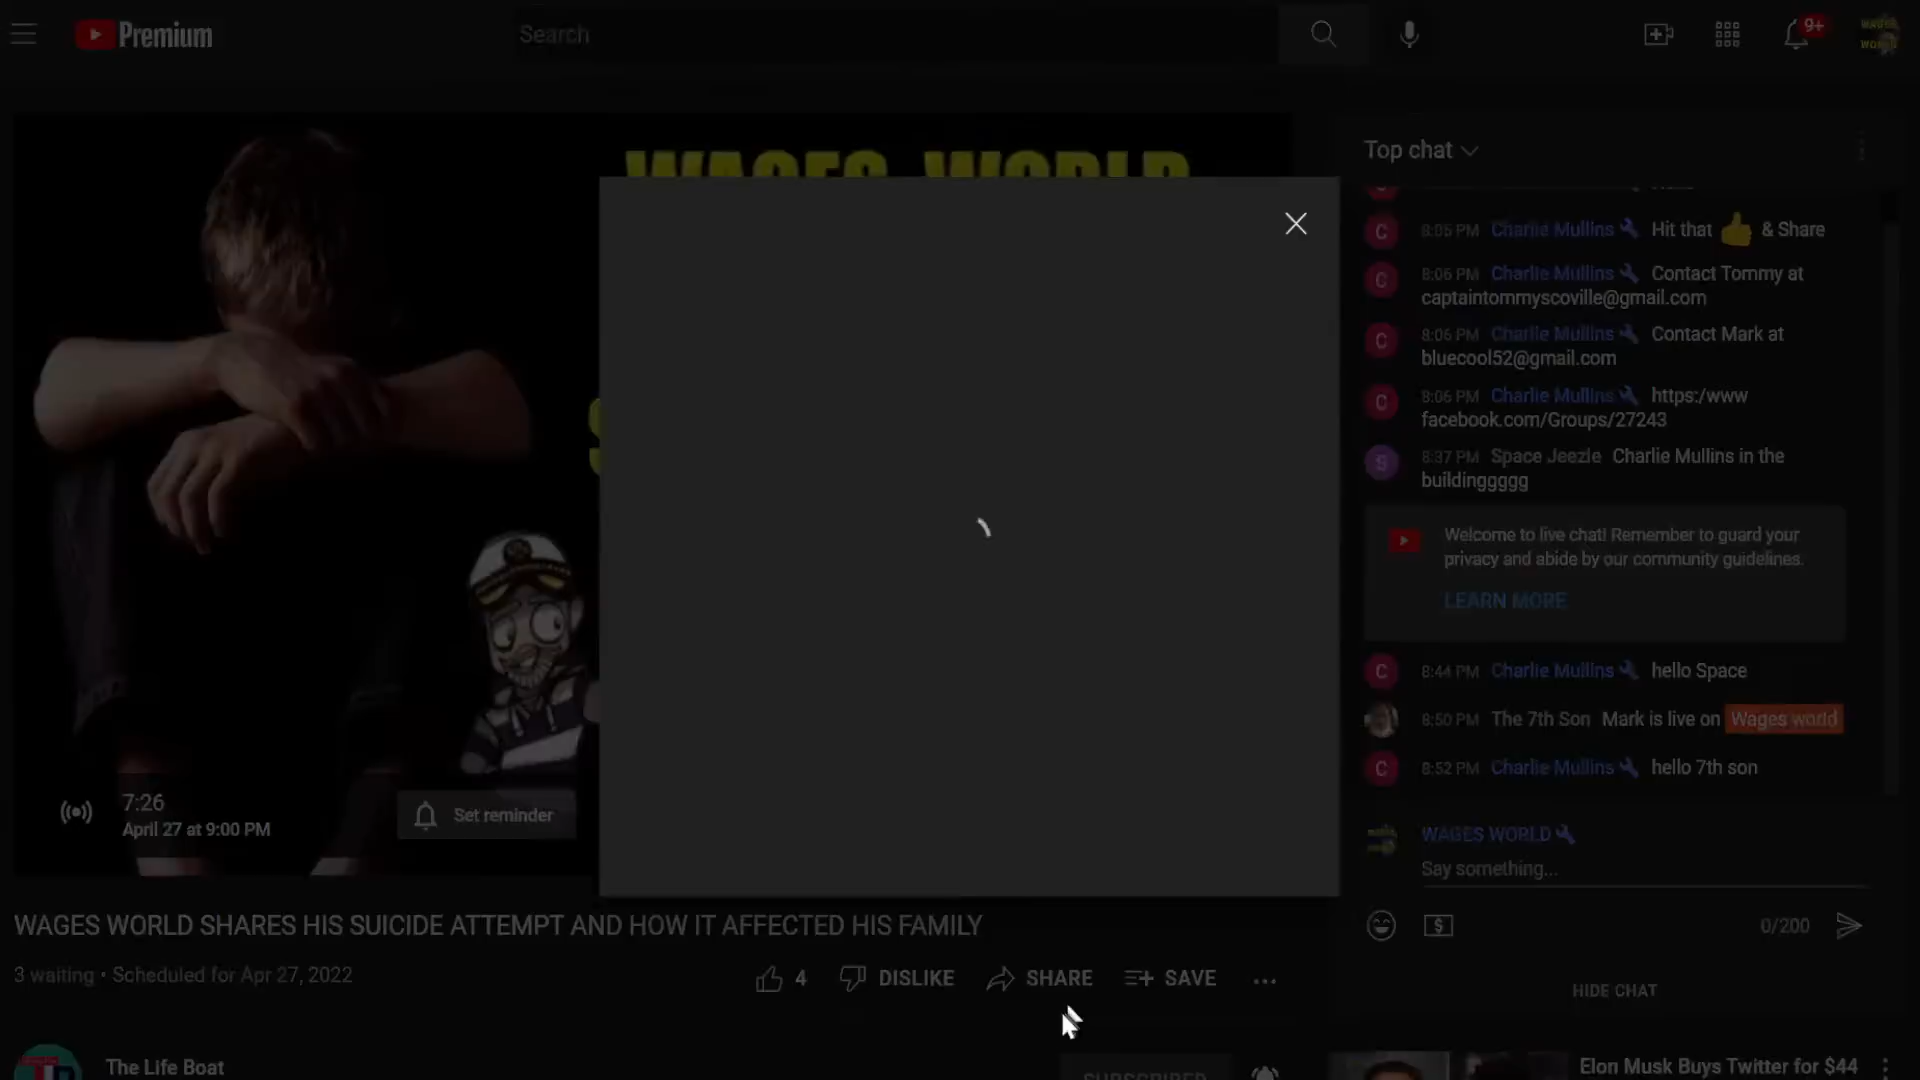 Premium
Search
9+
WAGES WORLD
Top chat
8:05 PM Charlie Mullins Hit that & Share
8:06 PM Charlie Mullins Contact Tommy at
captaintommyscoville@gmail.com
8:06 PM Charlie Mullins Contact Mark at
bluecool52@gmail.com
8:06 PM Charlie Mullins https:/www
facebook.com/Groups/27243
8:37 PM Space Jeezle Charlie Mullins in the
buildinggggg
Welcome to live chat! Remember to guard your
privacy and abide by our community guidelines.
LEARN MORE
8:44 PM Charlie Mullins hello Space
8:50 PM The 7th Son Mark is live on Wages world
8:52 PM Charlie Mullins hello 7th son
7:26
April 27 at 9:00 PM
Set reminder
WAGES WORLD
Say something...
0/200
HIDE CHAT
WAGES WORLD SHARES HIS SUICIDE ATTEMPT AND HOW IT AFFECTED HIS FAMILY
3 waiting • Scheduled for Apr 27, 2022
4 DISLIKE SHARE SAVE
The Life Boat
SUBSCRIBED
Elon Musk Buys Twitter for $44